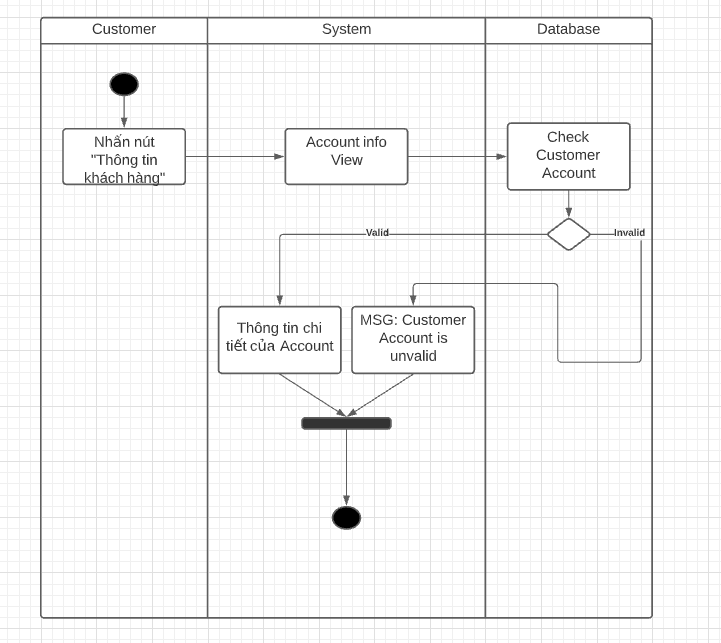 Customer
System
Database
Nhấn nút
"Thông tin
khách hàng"
Account info
View
Check
Customer
Account
Valid
Invalid
Thông tin chi
tiết của Account
MSG: Customer
Account is
unvalid